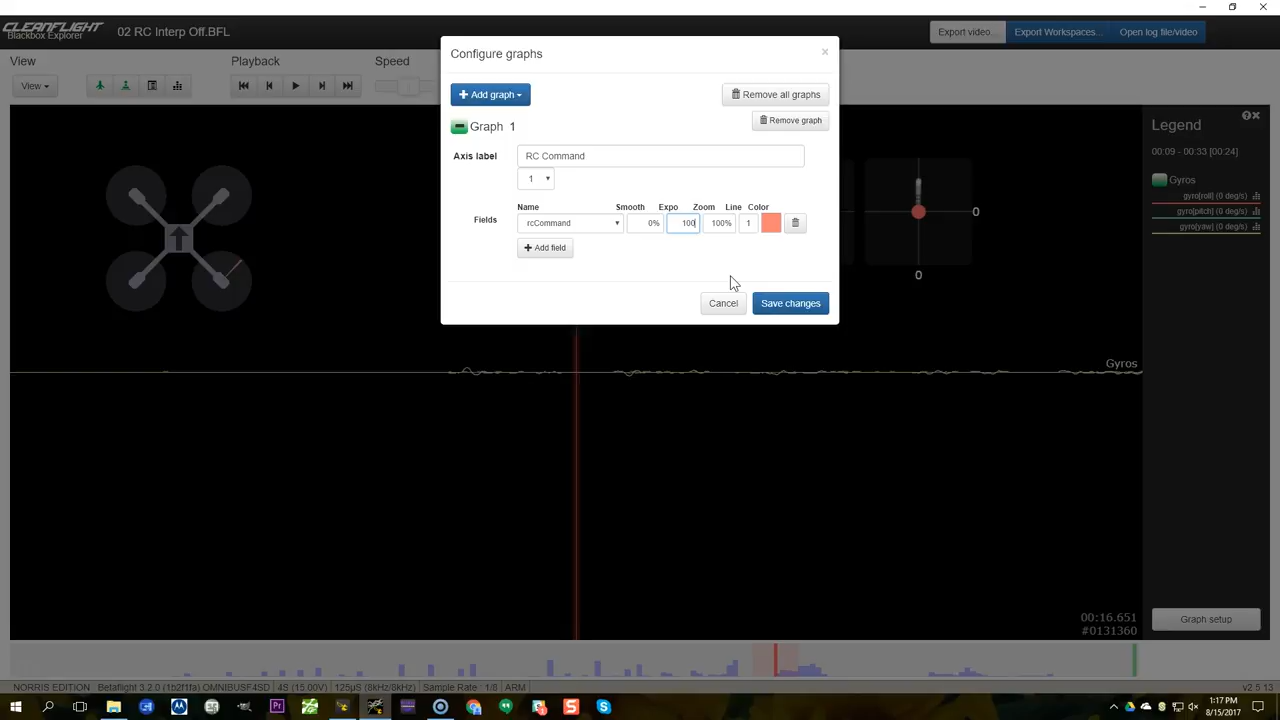 CLEANFLIGHT
Blackbox Explorer
02 RC Interp Off.BFL
Export video...
Export Workspaces...
Open log file/video
View
Playback
Speed
View
Configure graphs
×
Add graph
Remove all graphs
Graph 1
Remove graph
Axis label
RC Command
1
Name
Smooth
Expo
Zoom
Line
Color
Fields
rcCommand
0%
100
100%
1
Add field
Cancel
Save changes
0
0
Legend
00:09 - 00:33 [00:24]
Gyros
gyro[roll] (0 deg/s)
gyro[pitch] (0 deg/s)
gyro[yaw] (0 deg/s)
Gyros
00:16.651
#0131360
Graph setup
NORRIS EDITION
Betaflight 3.2.0 (1b2f1fa) OMNIBUSF4SD
4S (15.00V)
125µS (8kHz/8kHz)
Sample Rate : 1/8
ARM
v2.5 13
1:17 PM
8/15/2017